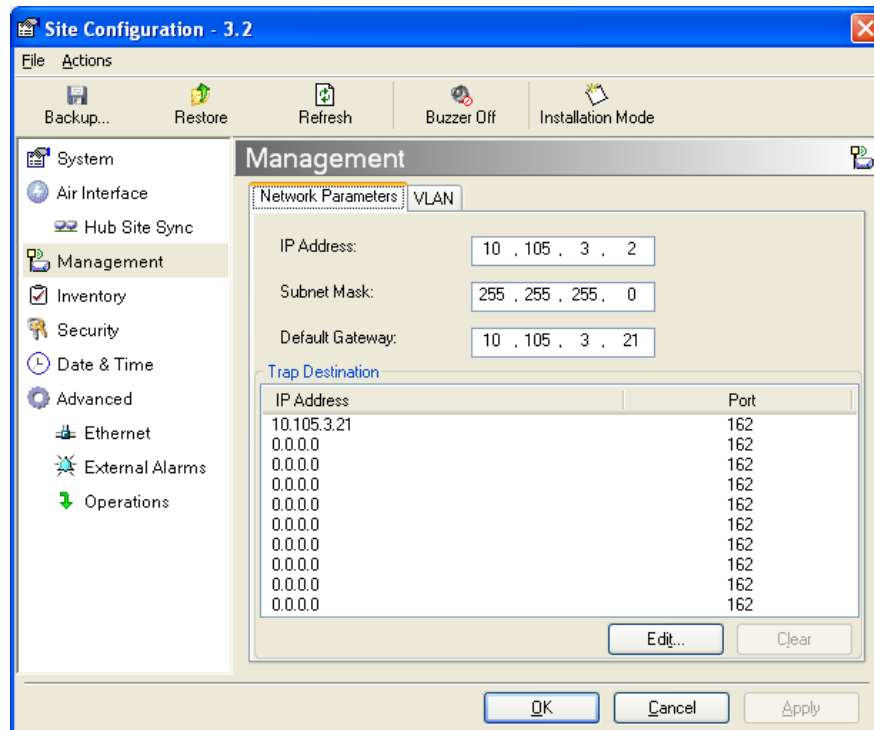 Site Configuration - 3.2
File Actions
Backup... Restore Refresh Buzzer Off Installation Mode
System
Air Interface
Hub Site Sync
Management
Inventory
Security
Date & Time
Advanced
Ethernet
External Alarms
Operations
Management
Network Parameters VLAN
IP Address: 10 . 105 . 3 . 2
Subnet Mask: 255 . 255 . 255 . 0
Default Gateway: 10 . 105 . 3 . 21
Trap Destination
IP Address Port
10.105.3.21 162
0.0.0.0 162
0.0.0.0 162
0.0.0.0 162
0.0.0.0 162
0.0.0.0 162
0.0.0.0 162
0.0.0.0 162
0.0.0.0 162
0.0.0.0 162
Edit... Clear
OK Cancel Apply